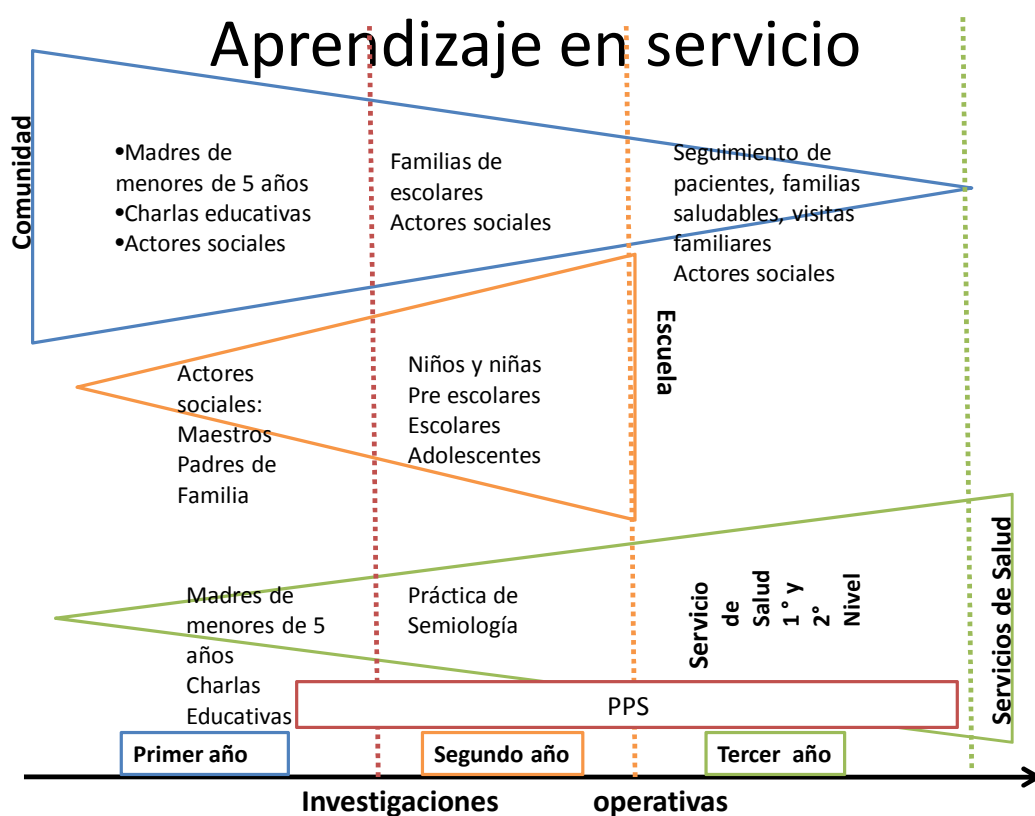 Aprendizaje en servicio
Comunidad
•Madres de
menores de 5 años
•Charlas educativas
•Actores sociales
Familias de
escolares
Actores sociales
Seguimiento de
pacientes, familias
saludables, visitas
familiares
Actores sociales
Actores
sociales:
Maestros
Padres de
Familia
Niños y niñas
Pre escolares
Escolares
Adolescentes
Escuela
Madres de
menores de 5
años
Charlas
Educativas
Práctica de
Semiología
Servicio
de
Salud
1° y
2°
Nivel
Servicios de Salud
PPS
Primer año
Segundo año
Tercer año
Investigaciones operativas